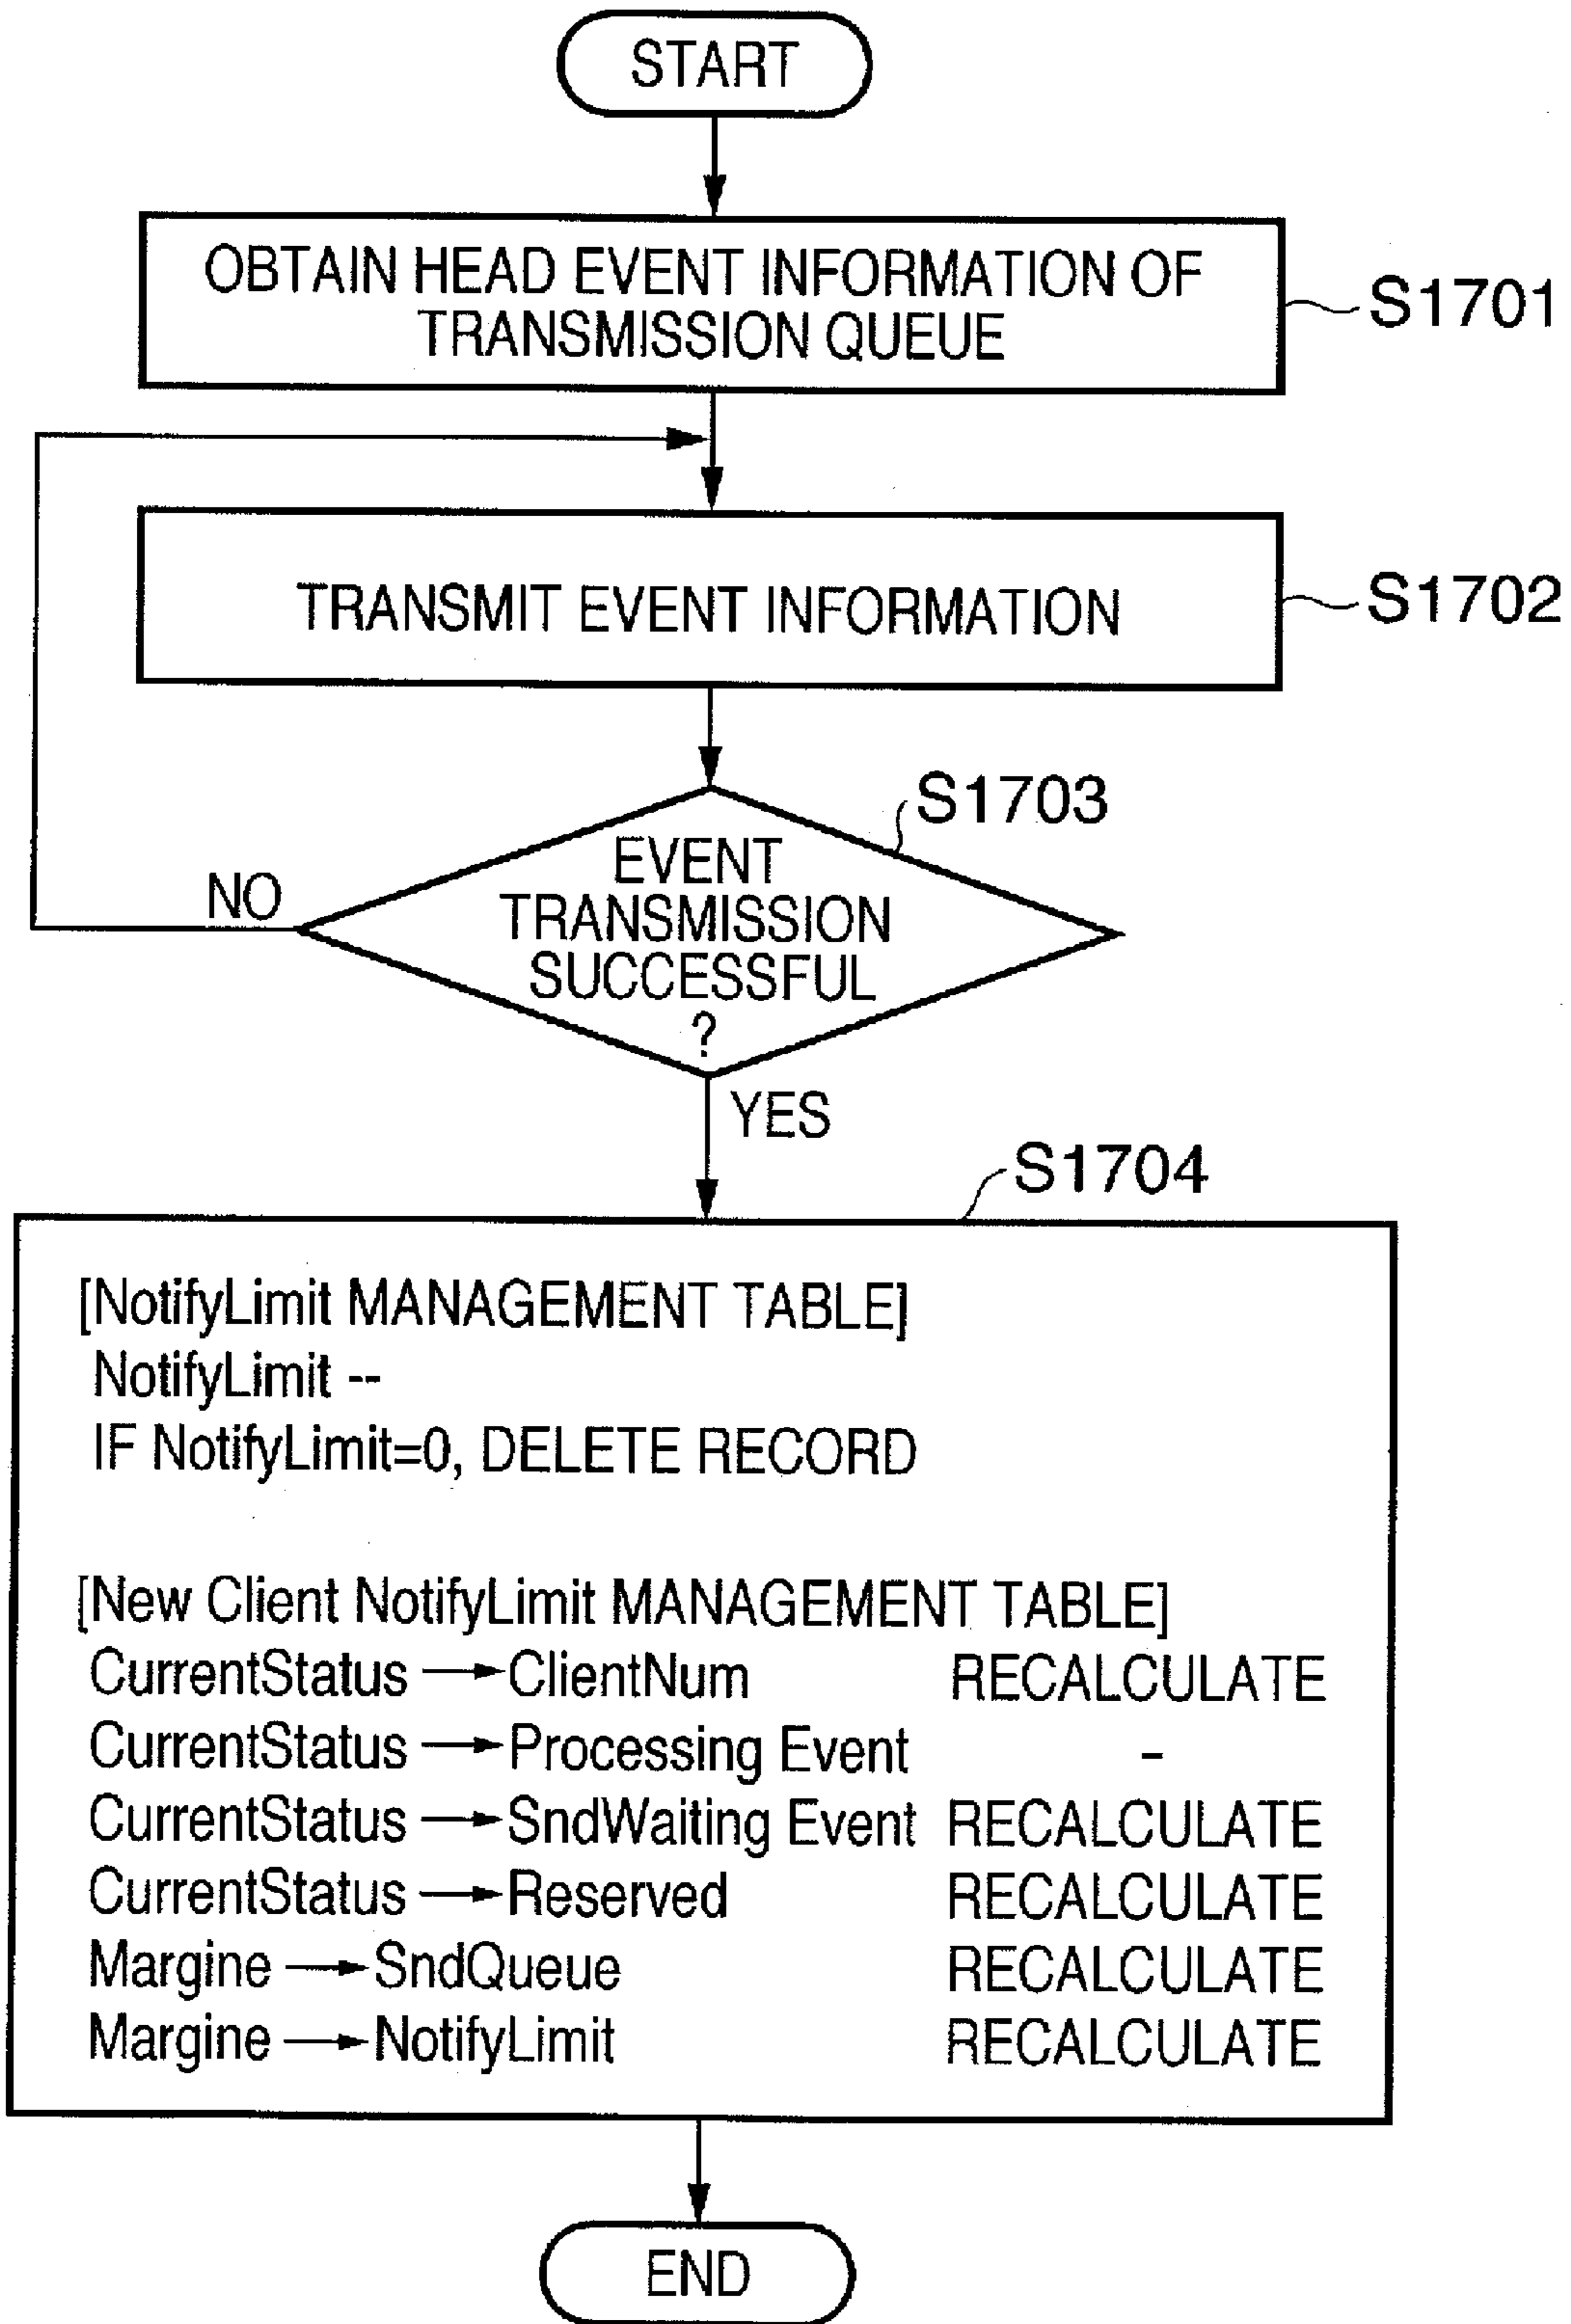 START
OBTAIN HEAD EVENT INFORMATION OF
TRANSMISSION QUEUE
S1701
TRANSMIT EVENT INFORMATION
S1702
S1703
EVENT
TRANSMISSION
SUCCESSFUL
?
NO
YES
S1704
[NotifyLimit MANAGEMENT TABLE]
NotifyLimit --
IF NotifyLimit=0, DELETE RECORD
[New Client NotifyLimit MANAGEMENT TABLE]
CurrentStatus → ClientNum RECALCULATE
CurrentStatus → Processing Event –
CurrentStatus → SndWaiting Event RECALCULATE
CurrentStatus → Reserved RECALCULATE
Margine → SndQueue RECALCULATE
Margine → NotifyLimit RECALCULATE
END